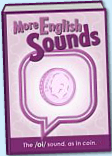 More English
Sounds
The /oi/ sound, as in coin.